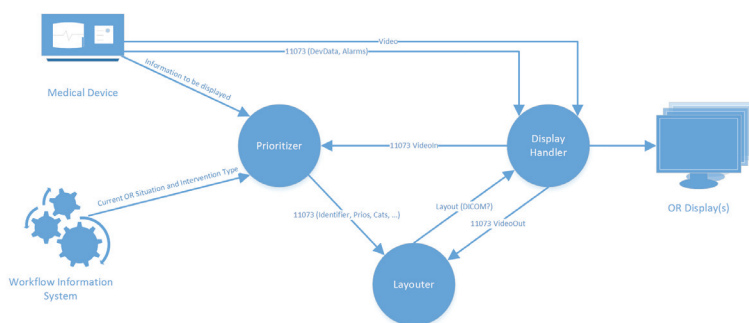 Video
11073 (DevData, Alarms)
Information to be displayed
Medical Device
Prioritizer
11073 VideoIn
Display
Handler
Current OR Situation and Intervention Type
11073 (Identifier, Prios, Cats, ...)
Layout (DICOM?)
11073 VideoOut
OR Display(s)
Workflow Information
System
Layouter